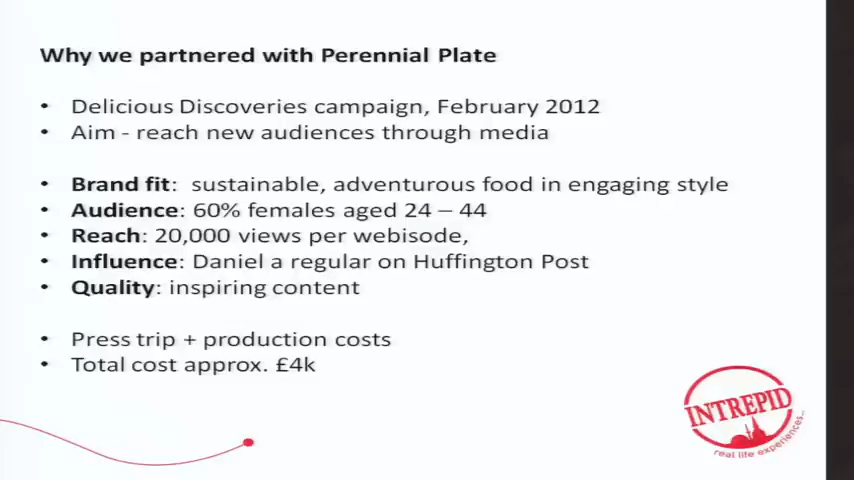 Why we partnered with Perennial Plate
• Delicious Discoveries campaign, February 2012
• Aim - reach new audiences through media
• Brand fit: sustainable, adventurous food in engaging style
• Audience: 60% females aged 24 – 44
• Reach: 20,000 views per webisode,
• Influence: Daniel a regular on Huffington Post
• Quality: inspiring content
• Press trip + production costs
• Total cost approx. £4k
INTREPID
real life experiences...